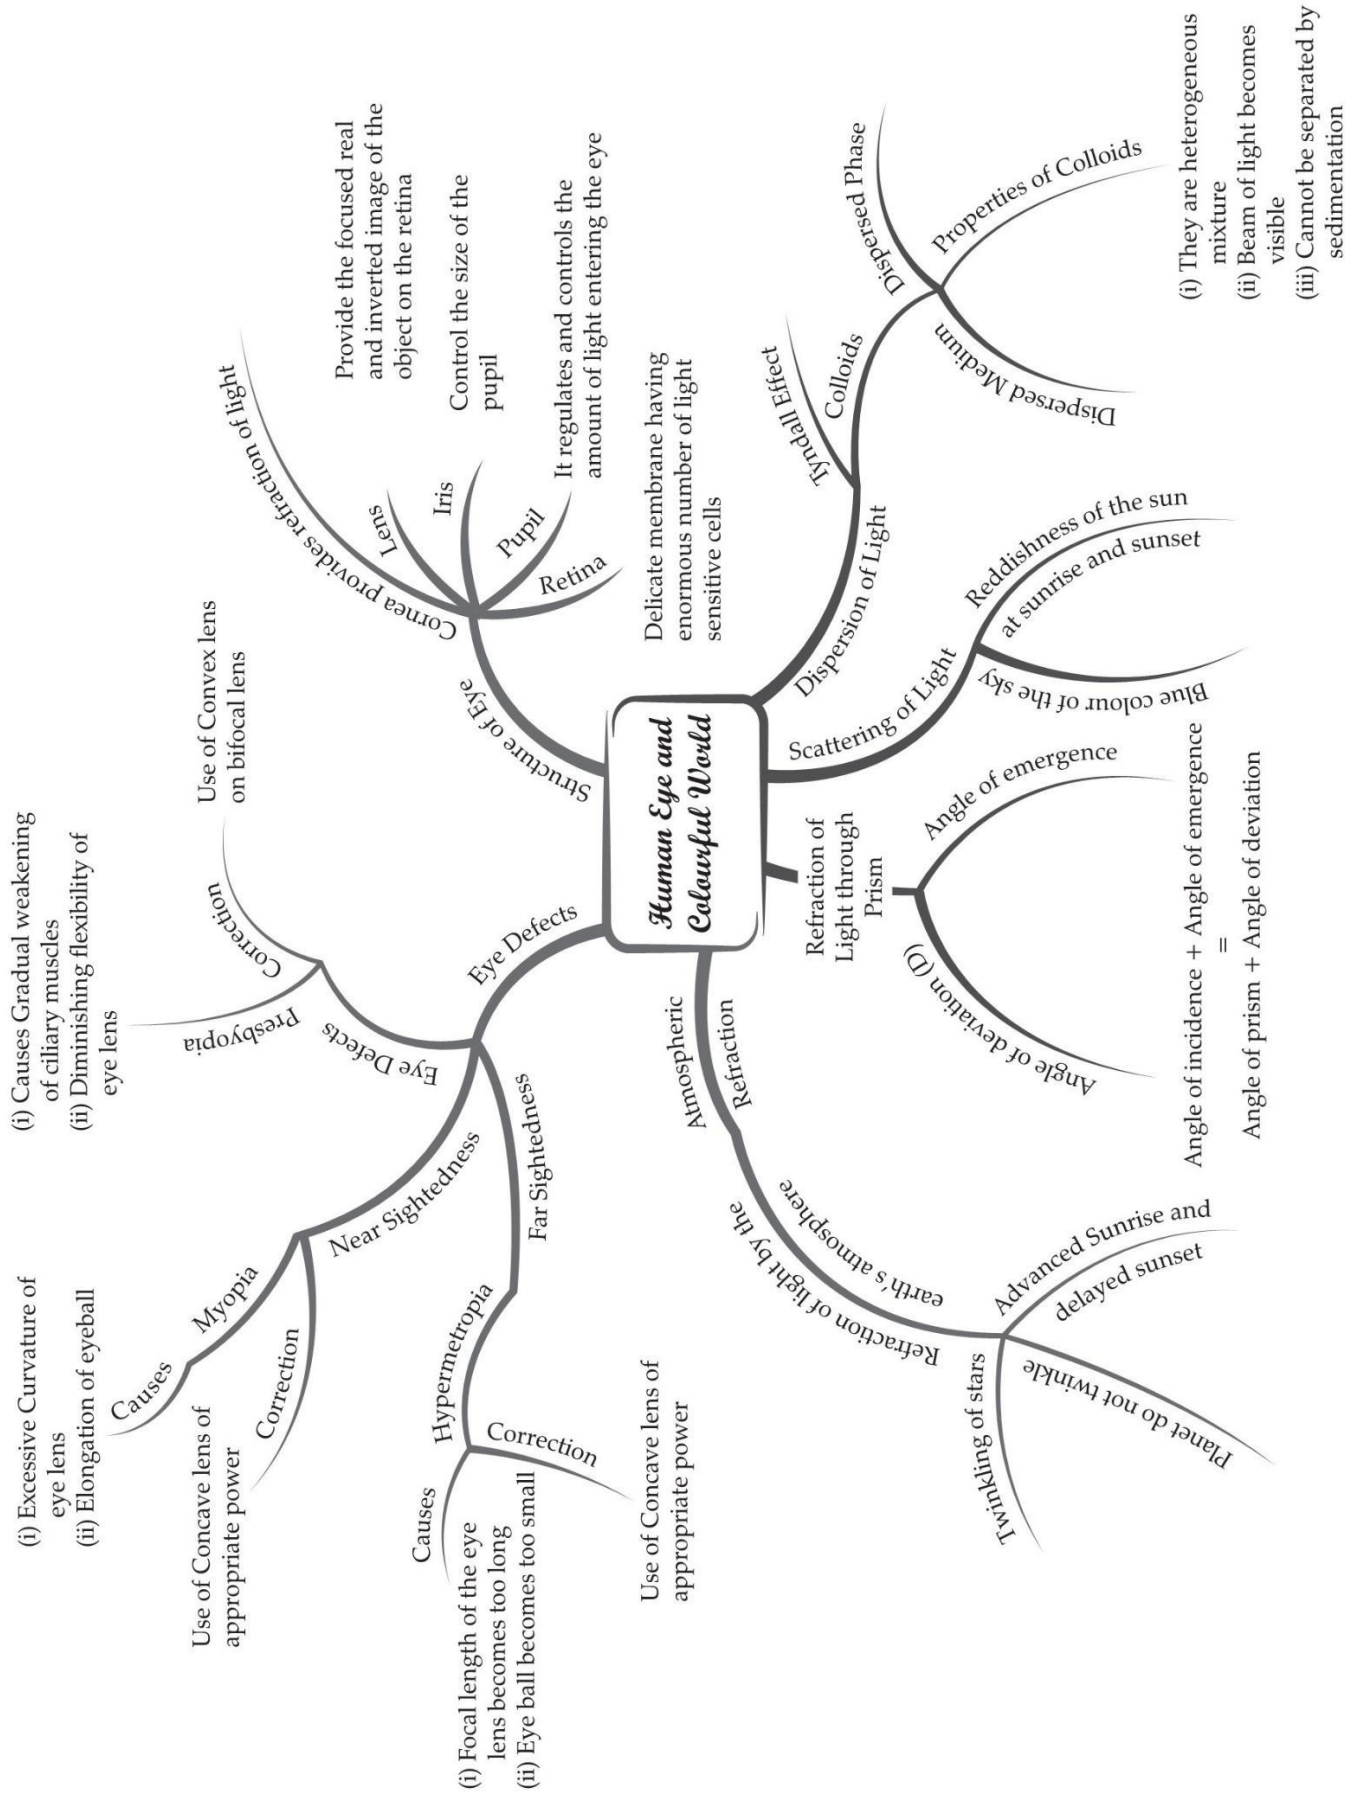 Human Eye and
Colourful World
Structure of Eye
Cornea provides refraction of light
Lens
Provide the focused real
and inverted image of the
object on the retina
Iris
Control the size of the
pupil
Pupil
It regulates and controls the
amount of light entering the eye
Retina
Delicate membrane having
enormous number of light
sensitive cells
Dispersion of Light
Tyndall Effect
Colloids
Dispersed Phase
Properties of Colloids
(i) They are heterogeneous
mixture
(ii) Beam of light becomes
visible
(iii) Cannot be separated by
sedimentation
Dispersed Medium
Scattering of Light
Reddishness of the sun
at sunrise and sunset
Blue colour of the sky
Refraction of
Light through
Prism
Angle of emergence
Angle of deviation (D)
Angle of incidence + Angle of emergence
=
Angle of prism + Angle of deviation
Atmospheric
Refraction
Refraction of light by the
earth's atmosphere
Advanced Sunrise and
delayed sunset
Planet do not twinkle
Twinkling of stars
Eye Defects
Eye Defects
Presbyopia
(i) Causes Gradual weakening
of ciliary muscles
(ii) Diminishing flexibility of
eye lens
Correction
Use of Convex lens
on bifocal lens
Near Sightedness
Myopia
Causes
(i) Excessive Curvature of
eye lens
(ii) Elongation of eyeball
Correction
Use of Concave lens of
appropriate power
Far Sightedness
Hypermetropia
Causes
(i) Focal length of the eye
lens becomes too long
(ii) Eye ball becomes too small
Correction
Use of Concave lens of
appropriate power